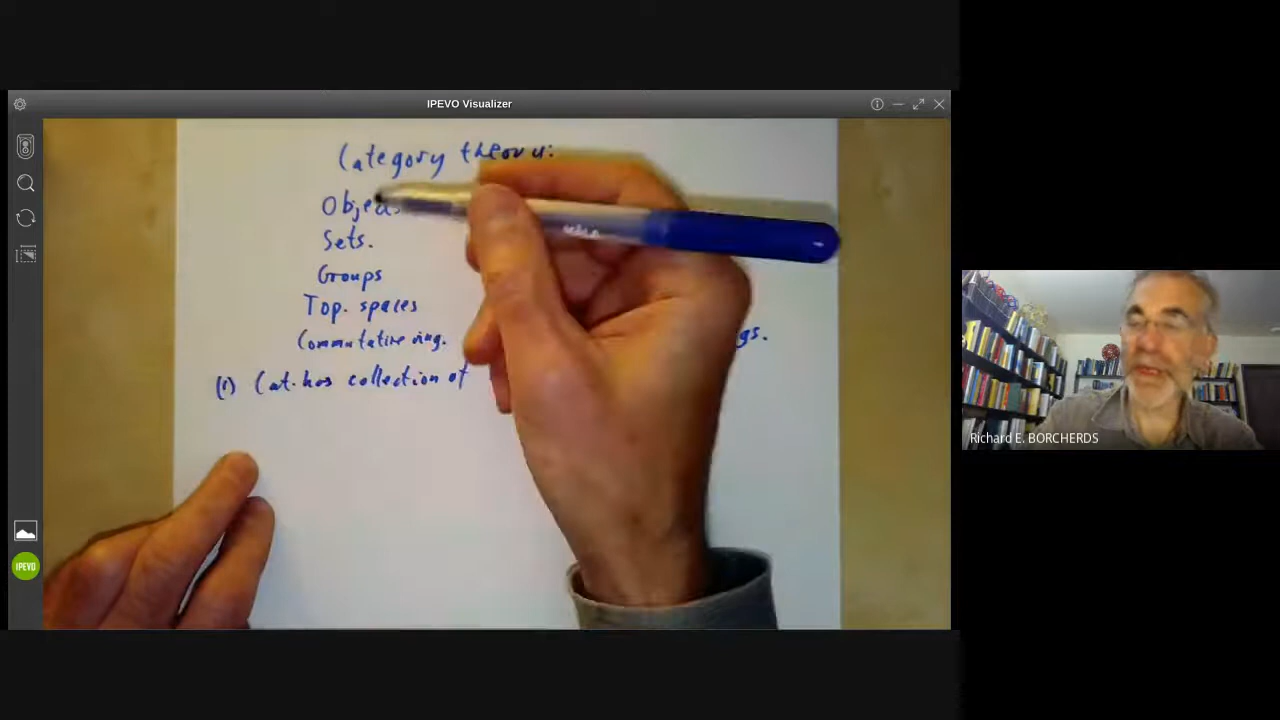 IPEVO Visualizer
Category theory:
Objects
Sets.
Groups
Top. spaces
Commutative ring. gs.
(1) Cat. has collection of
Richard E. BORCHERDS
IPEVO